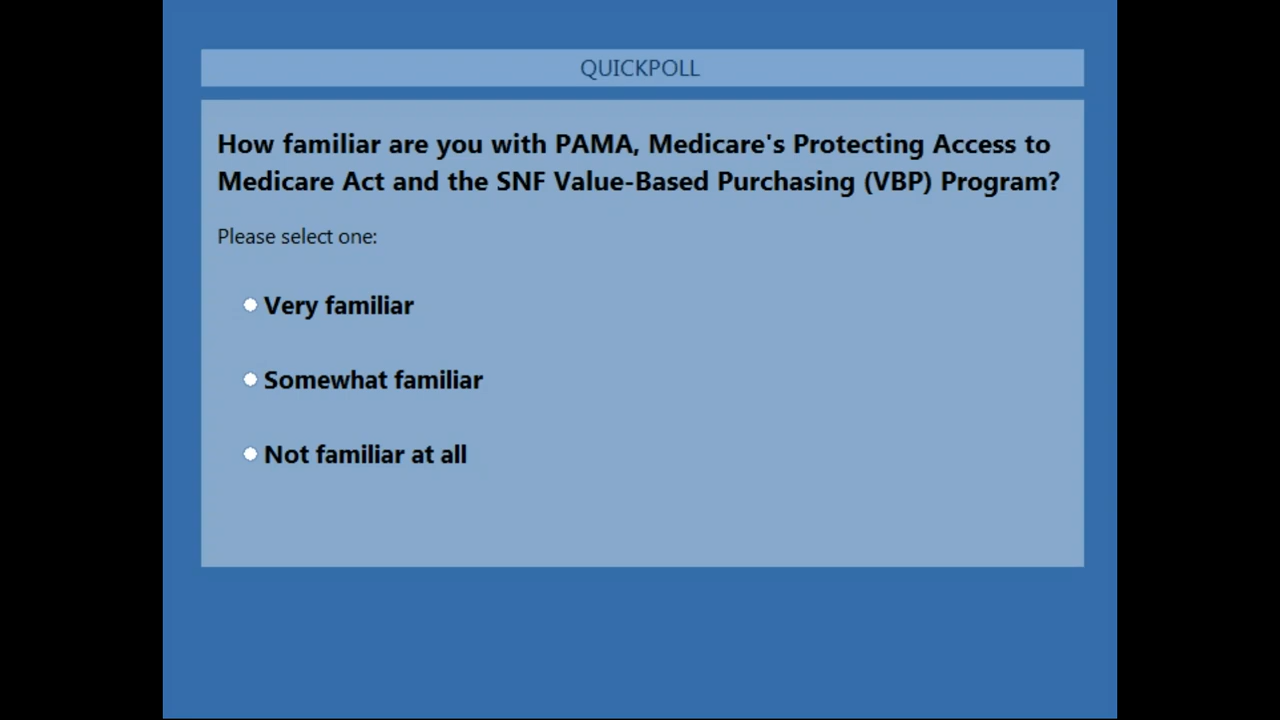 QUICKPOLL
How familiar are you with PAMA, Medicare's Protecting Access to
Medicare Act and the SNF Value-Based Purchasing (VBP) Program?
Please select one:
Very familiar
Somewhat familiar
Not familiar at all